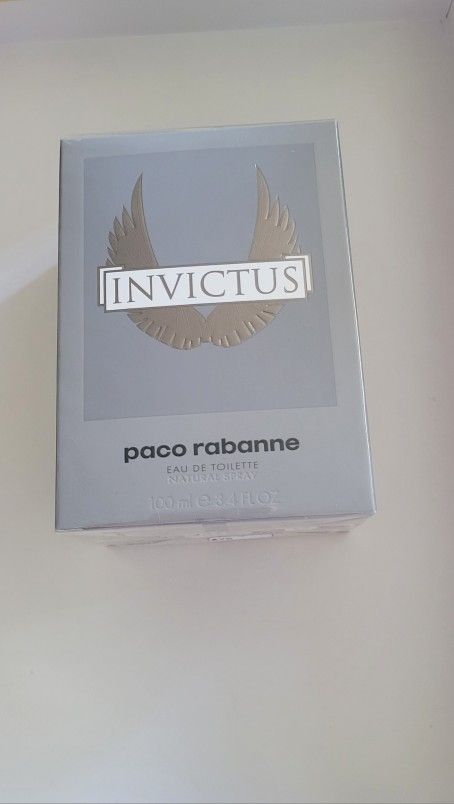 INVICTUS
paco rabanne
EAU DE TOILETTE
NATURAL SPRAY
100 ml e 3.4 FL.OZ.